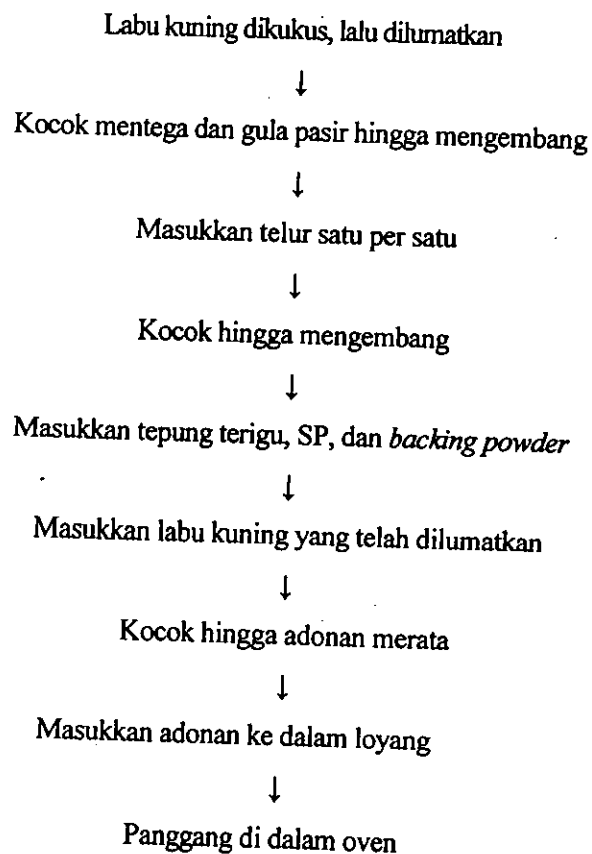 Labu kuning dikukus, lalu dilumatkan
↓
Kocok mentega dan gula pasir hingga mengembang
↓
Masukkan telur satu per satu
↓
Kocok hingga mengembang
↓
Masukkan tepung terigu, SP, dan backing powder
↓
Masukkan labu kuning yang telah dilumatkan
↓
Kocok hingga adonan merata
↓
Masukkan adonan ke dalam loyang
↓
Panggang di dalam oven